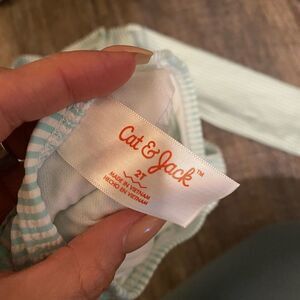 Cat & Jack™
2T
MADE IN VIETNAM
HECHO EN VIETNAM